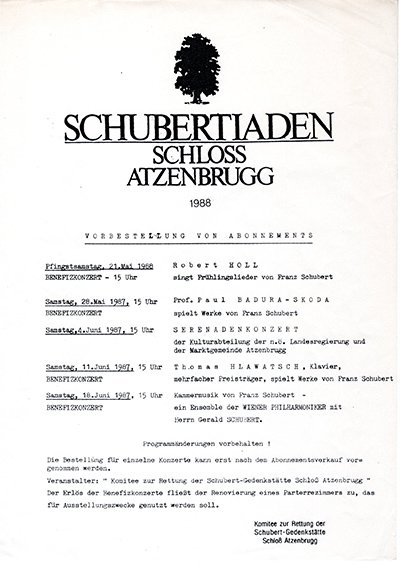 SCHUBERTIADEN
SCHLOSS
ATZENBRUGG
1988
VORBESTELLUNG VON ABONNEMENTS
Pfingstsamstag, 21.Mai 1988 Robert HOLL
BENEFIZKONZERT - 15 Uhr singt Frühlingslieder von Franz Schubert
Samstag, 28.Mai 1987, 15 Uhr Prof. Paul BADURA-SKODA
BENEFIZKONZERT spielt Werke von Franz Schubert
Samstag,4.Juni 1987, 15 Uhr SERENADENKONZERT
der Kulturabteilung der n.ö. Landesregierung und
der Marktgemeinde Atzenbrugg
Samstag, 11.Juni 1987, 15 Uhr Thomas HLAWATSCH, Klavier,
BENEFIZKONZERT mehrfacher Preisträger, spielt Werke von Franz Schubert
Samstag, 18.Juni 1987, 15 Uhr Kammermusik von Franz Schubert -
BENEFIZKONZERT ein Ensemble der WIENER PHILHARMONIKER mit
Herrn Gerald SCHUBERT.
Programmänderungen vorbehalten !
Die Bestellung für einzelne Konzerte kann erst nach dem Abonnementsverkauf vor=
genommen werden.
Veranstalter: " Komitee zur Rettung der Schubert-Gedenkstätte Schloß Atzenbrugg "
Der Erlös der Benefizkonzerte fließt der Renovierung eines Parterrezimmers zu, das
für Ausstellungszwecke genutzt werden soll.
Komitee zur Rettung der
Schubert-Gedenkstätte
Schloß Atzenbrugg